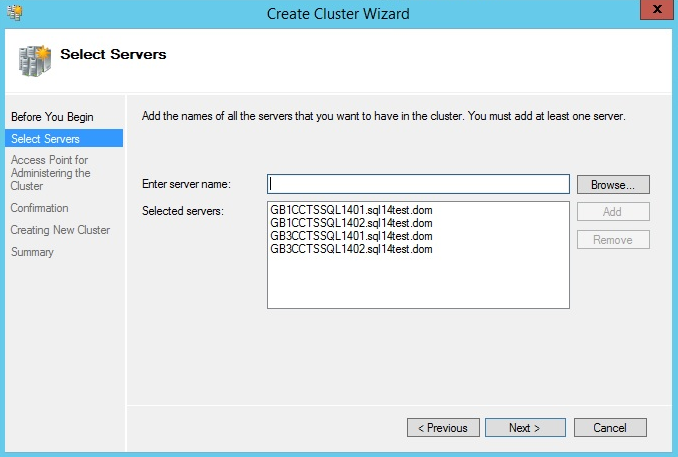 Create Cluster Wizard
x
Select Servers
Before You Begin
Select Servers
Access Point for
Administering the
Cluster
Confirmation
Creating New Cluster
Summary
Add the names of all the servers that you want to have in the cluster. You must add at least one server.
Enter server name:
Browse...
Selected servers:
GB1CCTSSQL1401.sql14test.dom
GB1CCTSSQL1402.sql14test.dom
GB3CCTSSQL1401.sql14test.dom
GB3CCTSSQL1402.sql14test.dom
Add
Remove
< Previous
Next >
Cancel